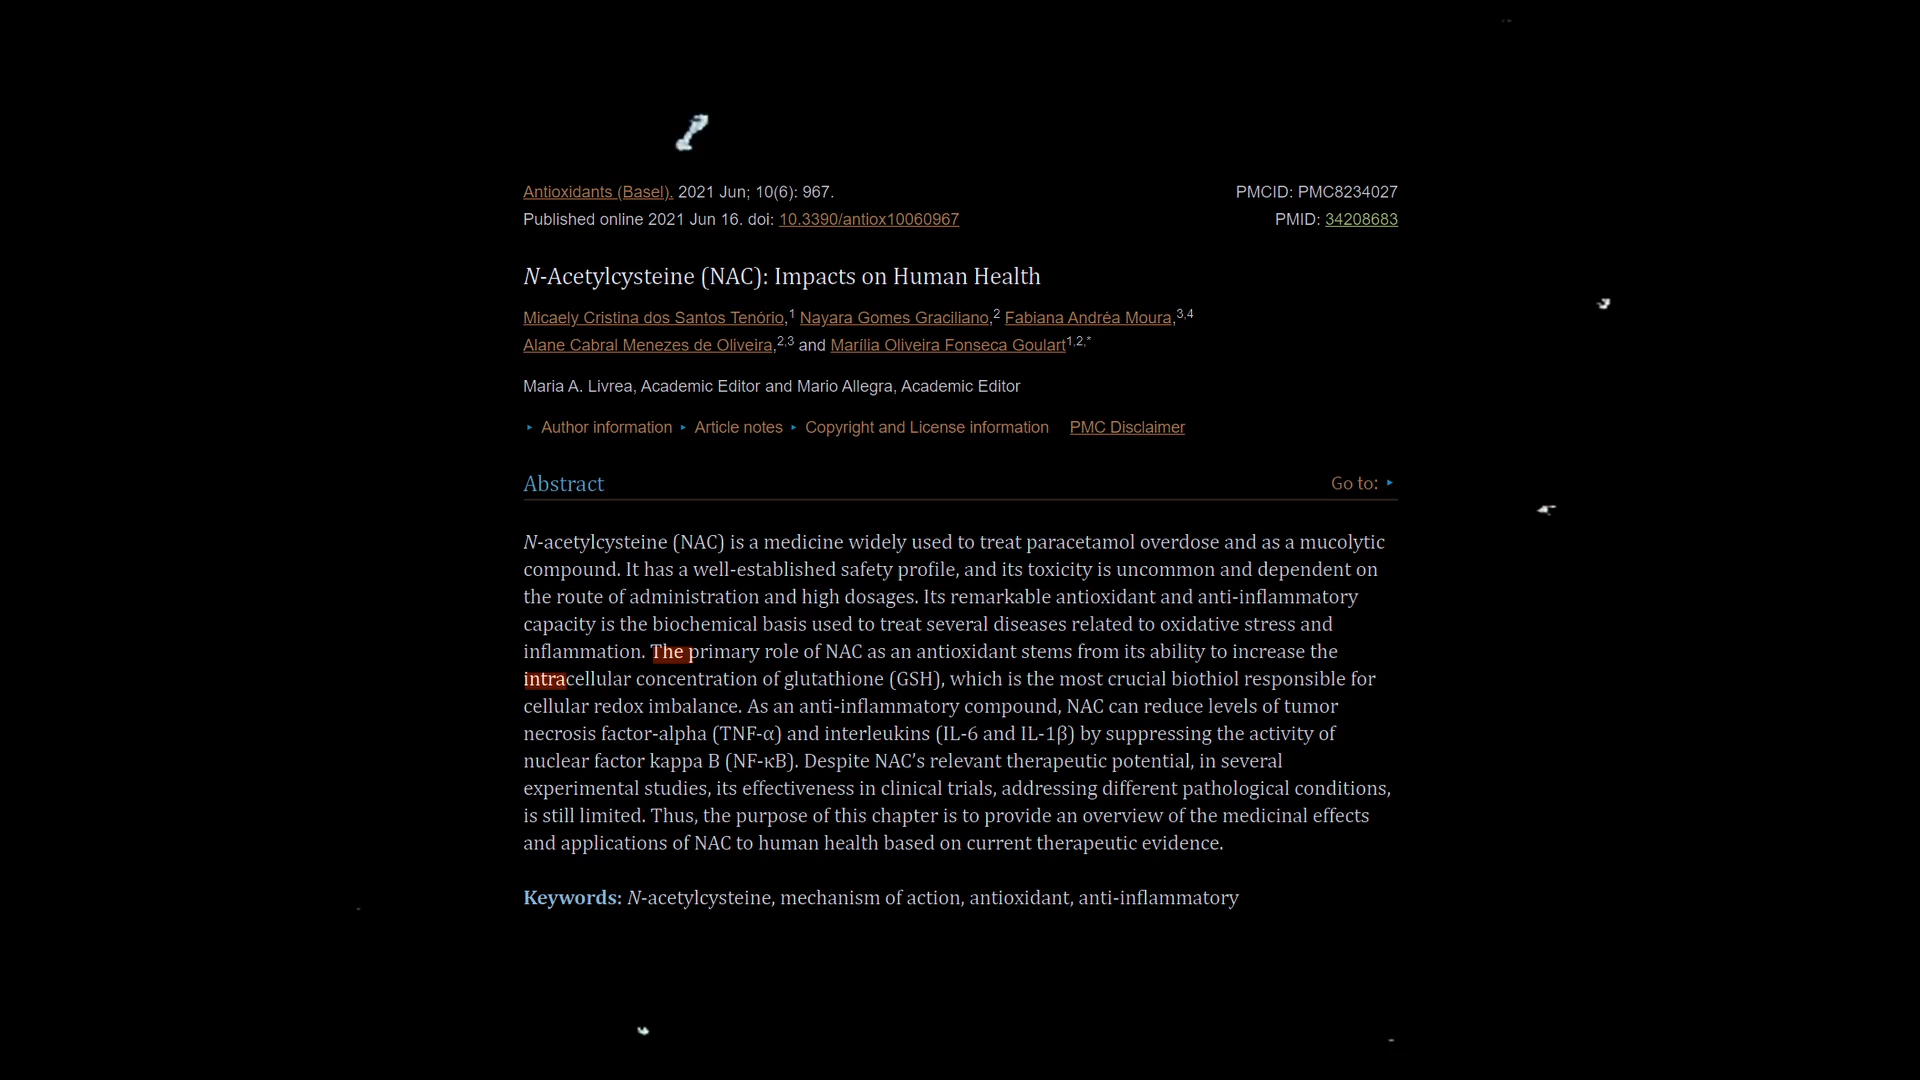 Antioxidants (Basel). 2021 Jun; 10(6): 967.
PMCID: PMC8234027
Published online 2021 Jun 16. doi: 10.3390/antiox10060967
PMID: 34208683
N-Acetylcysteine (NAC): Impacts on Human Health
Micaely Cristina dos Santos Tenório,1 Nayara Gomes Graciliano,2 Fabiana Andréa Moura,3,4
Alane Cabral Menezes de Oliveira,2,3 and Marília Oliveira Fonseca Goulart1,2,*
Maria A. Livrea, Academic Editor and Mario Allegra, Academic Editor
▸ Author information ▸ Article notes ▸ Copyright and License information PMC Disclaimer
Abstract
Go to: ▸
N-acetylcysteine (NAC) is a medicine widely used to treat paracetamol overdose and as a mucolytic
compound. It has a well-established safety profile, and its toxicity is uncommon and dependent on
the route of administration and high dosages. Its remarkable antioxidant and anti-inflammatory
capacity is the biochemical basis used to treat several diseases related to oxidative stress and
inflammation. The primary role of NAC as an antioxidant stems from its ability to increase the
intracellular concentration of glutathione (GSH), which is the most crucial biothiol responsible for
cellular redox imbalance. As an anti-inflammatory compound, NAC can reduce levels of tumor
necrosis factor-alpha (TNF-α) and interleukins (IL-6 and IL-1β) by suppressing the activity of
nuclear factor kappa B (NF-κB). Despite NAC’s relevant therapeutic potential, in several
experimental studies, its effectiveness in clinical trials, addressing different pathological conditions,
is still limited. Thus, the purpose of this chapter is to provide an overview of the medicinal effects
and applications of NAC to human health based on current therapeutic evidence.
Keywords: N-acetylcysteine, mechanism of action, antioxidant, anti-inflammatory